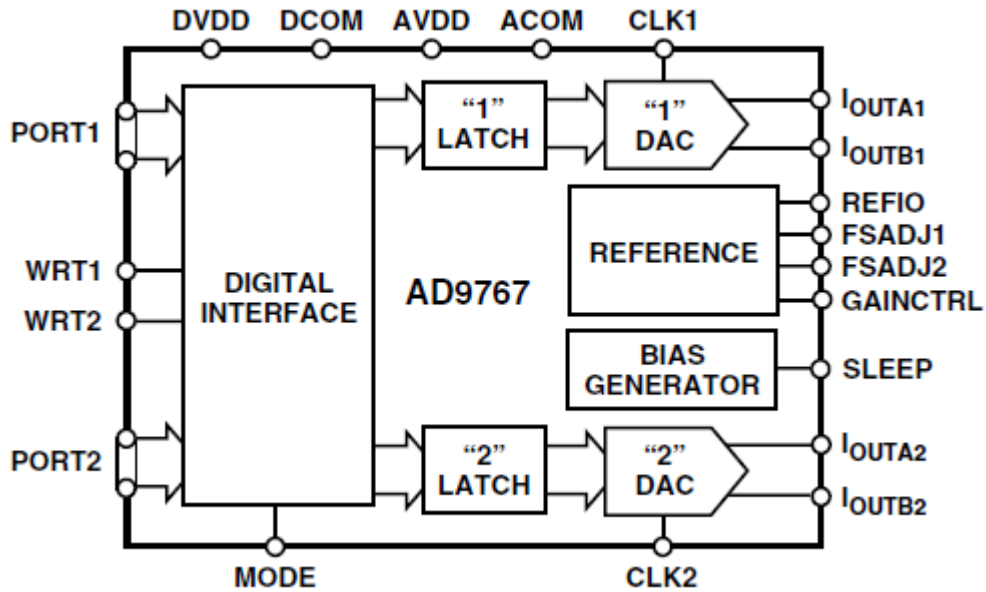 DVDD DCOM AVDD ACOM CLK1
PORT1
“1”
LATCH
“1”
DAC
IOUTA1
IOUTB1
REFERENCE
REFIO
FSADJ1
FSADJ2
GAINCTRL
WRT1
WRT2
DIGITAL
INTERFACE
AD9767
BIAS
GENERATOR
SLEEP
PORT2
“2”
LATCH
“2”
DAC
IOUTA2
IOUTB2
MODE CLK2